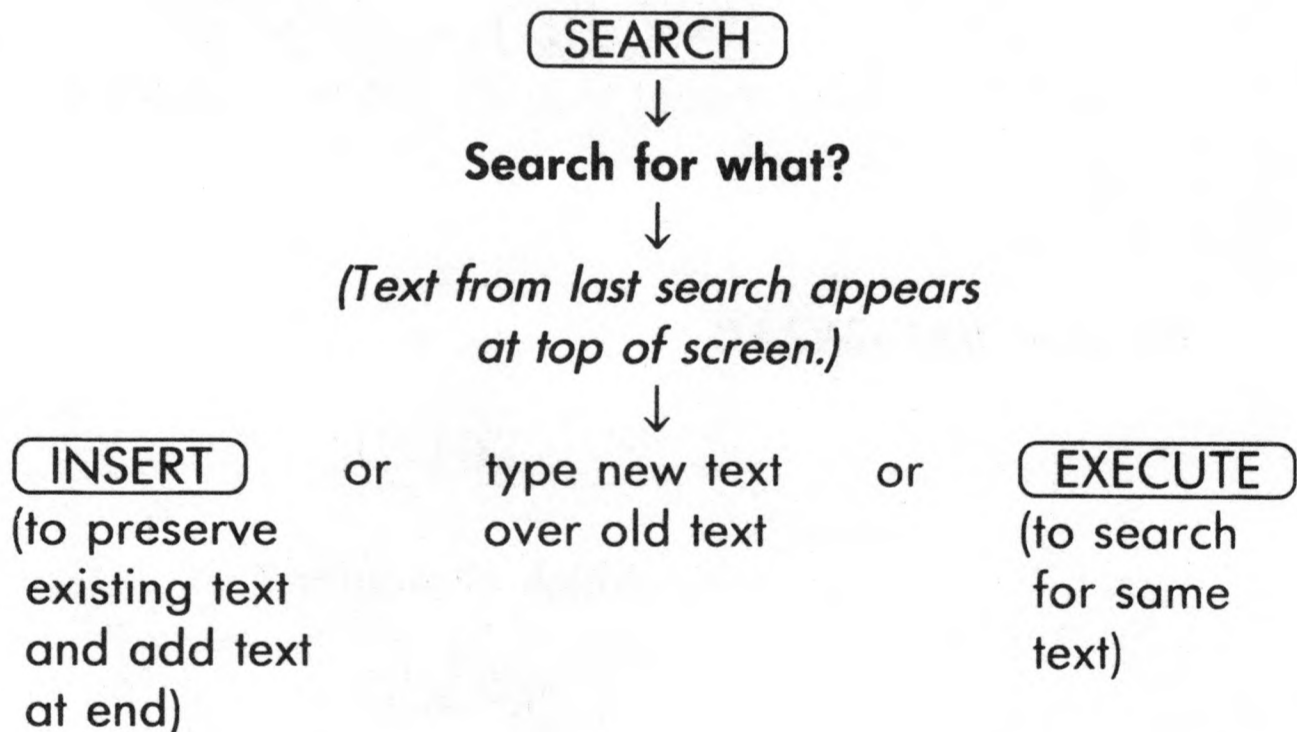 SEARCH
Search for what?
(Text from last search appears
at top of screen.)
INSERT or type new text or EXECUTE
(to preserve over old text (to search
existing text for same
and add text text)
at end)